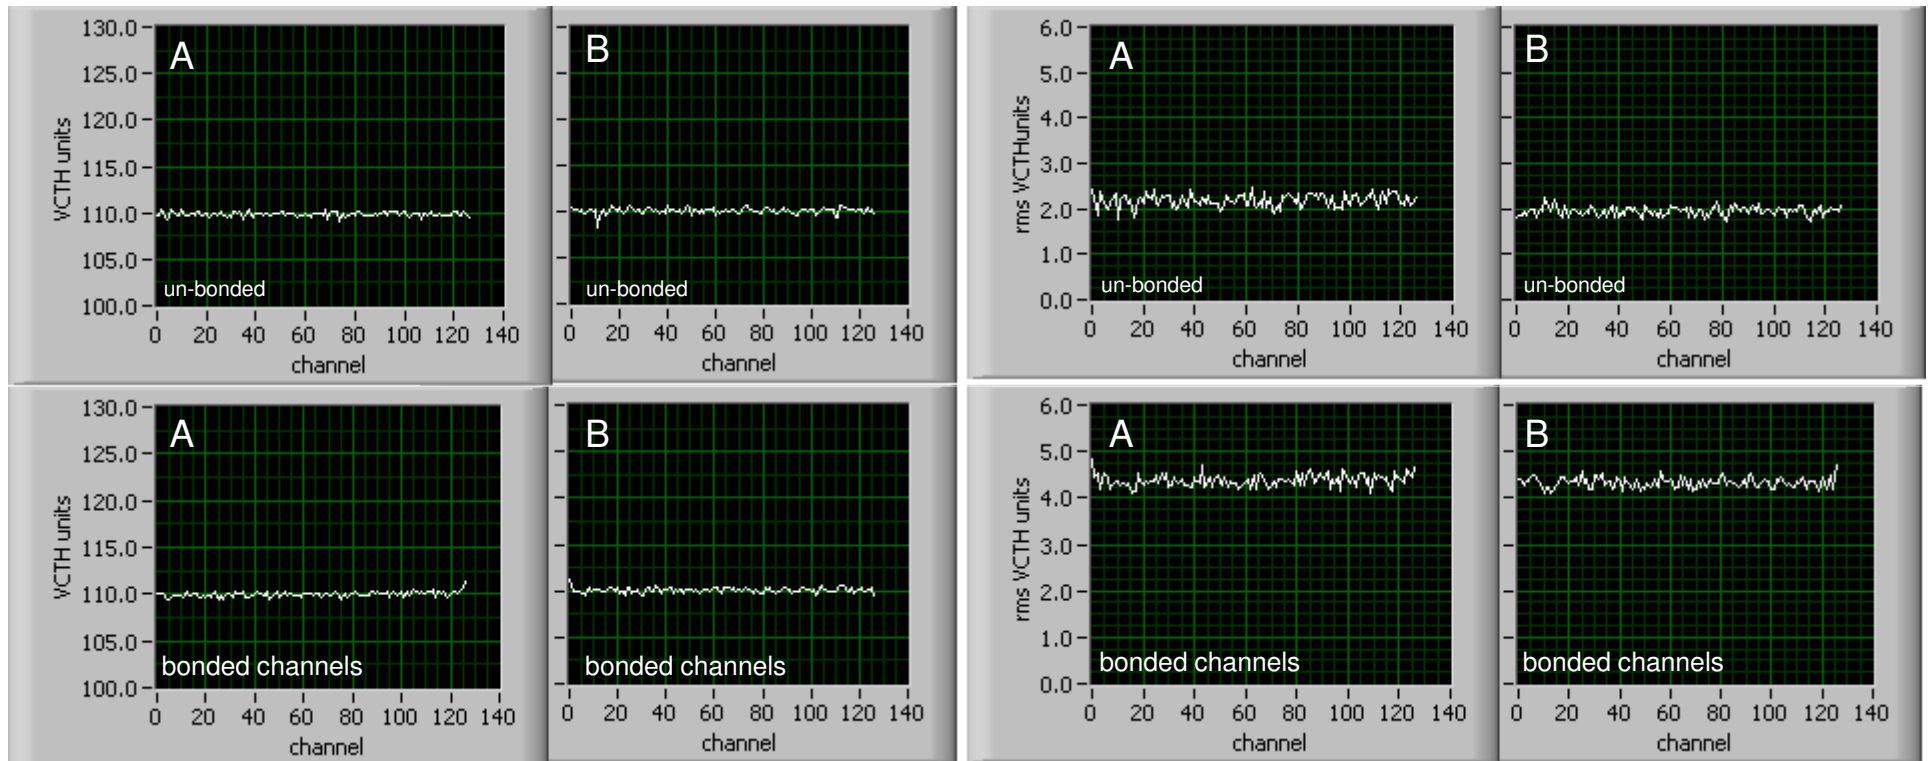 130.0
125.0
120.0
115.0
110.0
105.0
100.0
VCTH units
A
un-bonded
0 20 40 60 80 100 120 140
channel
B
un-bonded
0 20 40 60 80 100 120 140
channel
6.0
5.0
4.0
3.0
2.0
1.0
0.0
rms VCTHunits
A
un-bonded
0 20 40 60 80 100 120 140
channel
B
un-bonded
0 20 40 60 80 100 120 140
channel
130.0
125.0
120.0
115.0
110.0
105.0
100.0
VCTH units
A
bonded channels
0 20 40 60 80 100 120 140
channel
B
bonded channels
0 20 40 60 80 100 120 140
channel
6.0
5.0
4.0
3.0
2.0
1.0
0.0
rms VCTH units
A
bonded channels
0 20 40 60 80 100 120 140
channel
B
bonded channels
0 20 40 60 80 100 120 140
channel